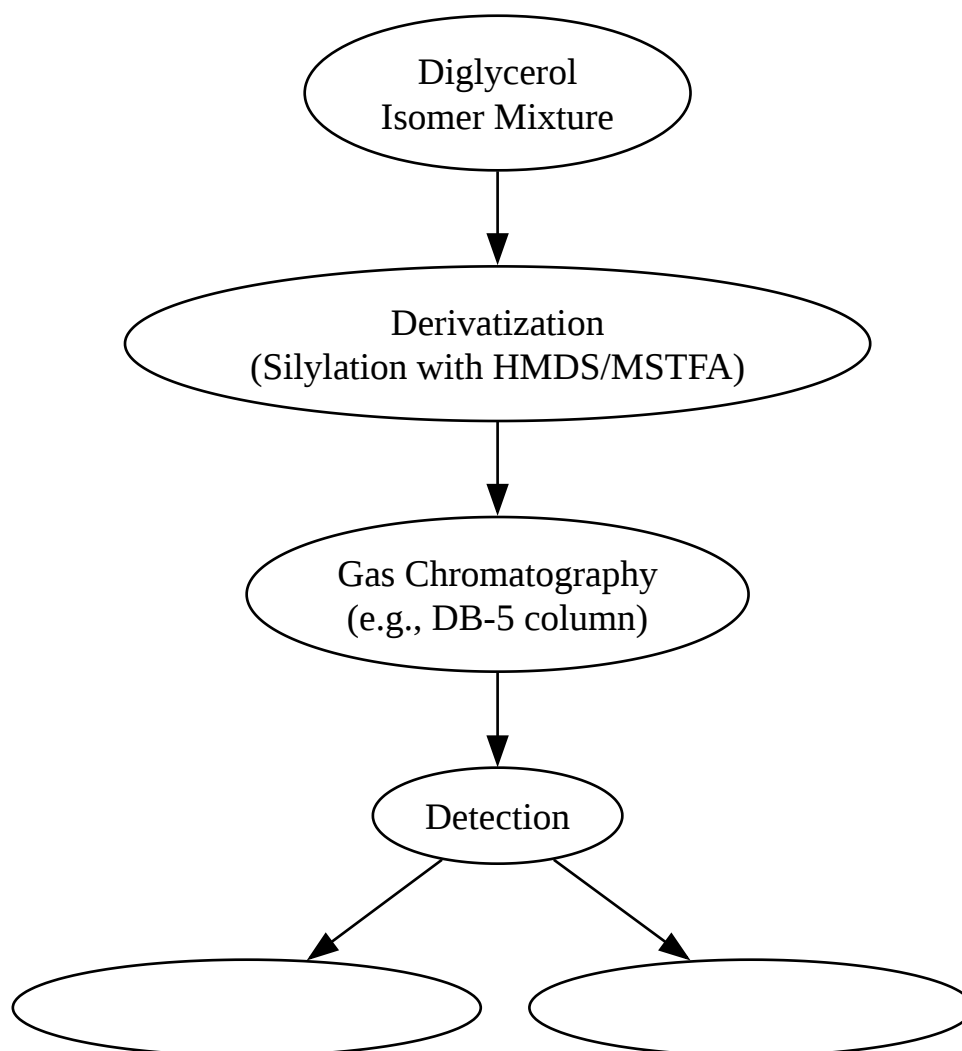 Diglycerol
Isomer Mixture
Derivatization
(Silylation with HMDS/MSTFA)
Gas Chromatography
(e.g., DB-5 column)
Detection